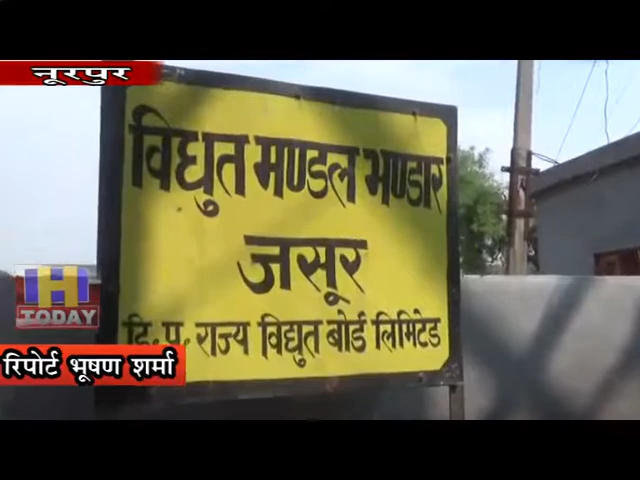 नूरपुर
विद्युत मण्डल भण्डार
जसूर
हि. प्र. राज्य विद्युत बोर्ड लिमिटेड
H
TODAY
रिपोर्ट भूषण शर्मा